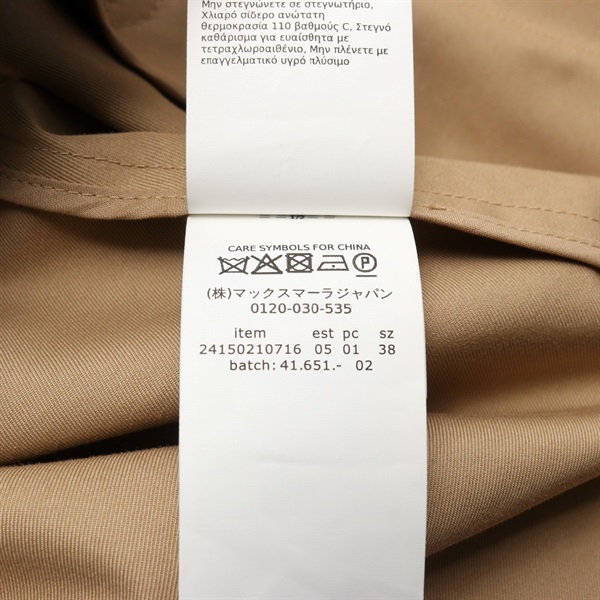 Μην στεγνώνετε σε στεγνωτήριο,
Χλιαρό σίδερο ανώτατη
θερμοκρασία 110 βαθμούς C, Στεγνό
καθάρισμα για ευαίσθητα με
τετραχλωροαιθένιο, Μην πλένετε με
επαγγελματικό υγρό πλύσιμο
CARE SYMBOLS FOR CHINA
P
(株)マックスマーラジャパン
0120-030-535
item est pc sz
24150210716 05 01 38
batch: 41.651.- 02